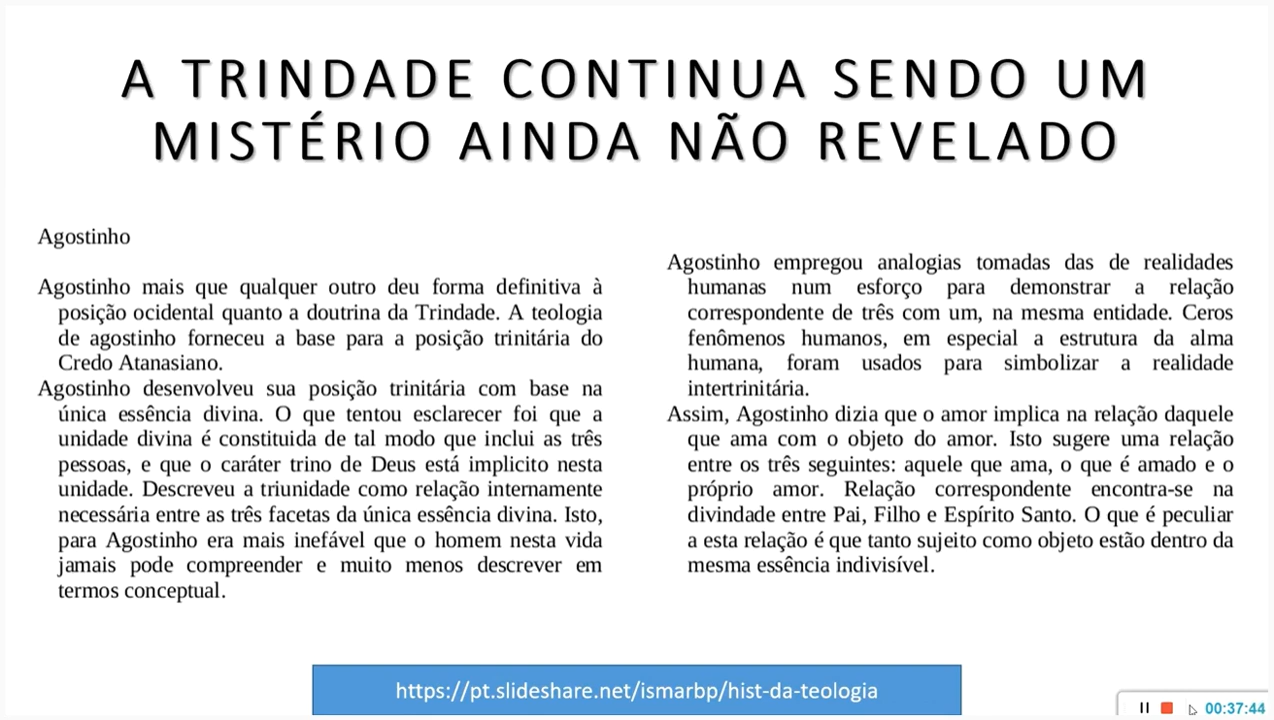 A TRINDADE CONTINUA SENDO UM
MISTÉRIO AINDA NÃO REVELADO
Agostinho
Agostinho mais que qualquer outro deu forma definitiva à
posição ocidental quanto a doutrina da Trindade. A teologia
de agostinho forneceu a base para a posição trinitária do
Credo Atanasiano.
Agostinho desenvolveu sua posição trinitária com base na
única essência divina. O que tentou esclarecer foi que a
unidade divina é constituida de tal modo que inclui as três
pessoas, e que o caráter trino de Deus está implicito nesta
unidade. Descreveu a triunidade como relação internamente
necessária entre as três facetas da única essência divina. Isto,
para Agostinho era mais inefável que o homem nesta vida
jamais pode compreender e muito menos descrever em
termos conceptual.
Agostinho empregou analogias tomadas das de realidades
humanas num esforço para demonstrar a relação
correspondente de três com um, na mesma entidade. Ceros
fenômenos humanos, em especial a estrutura da alma
humana, foram usados para simbolizar a realidade
intertrinitária.
Assim, Agostinho dizia que o amor implica na relação daquele
que ama com o objeto do amor. Isto sugere uma relação
entre os três seguintes: aquele que ama, o que é amado e o
próprio amor. Relação correspondente encontra-se na
divindade entre Pai, Filho e Espírito Santo. O que é peculiar
a esta relação é que tanto sujeito como objeto estão dentro da
mesma essência indivisível.
https://pt.slideshare.net/ismarbp/hist-da-teologia
00:37:44